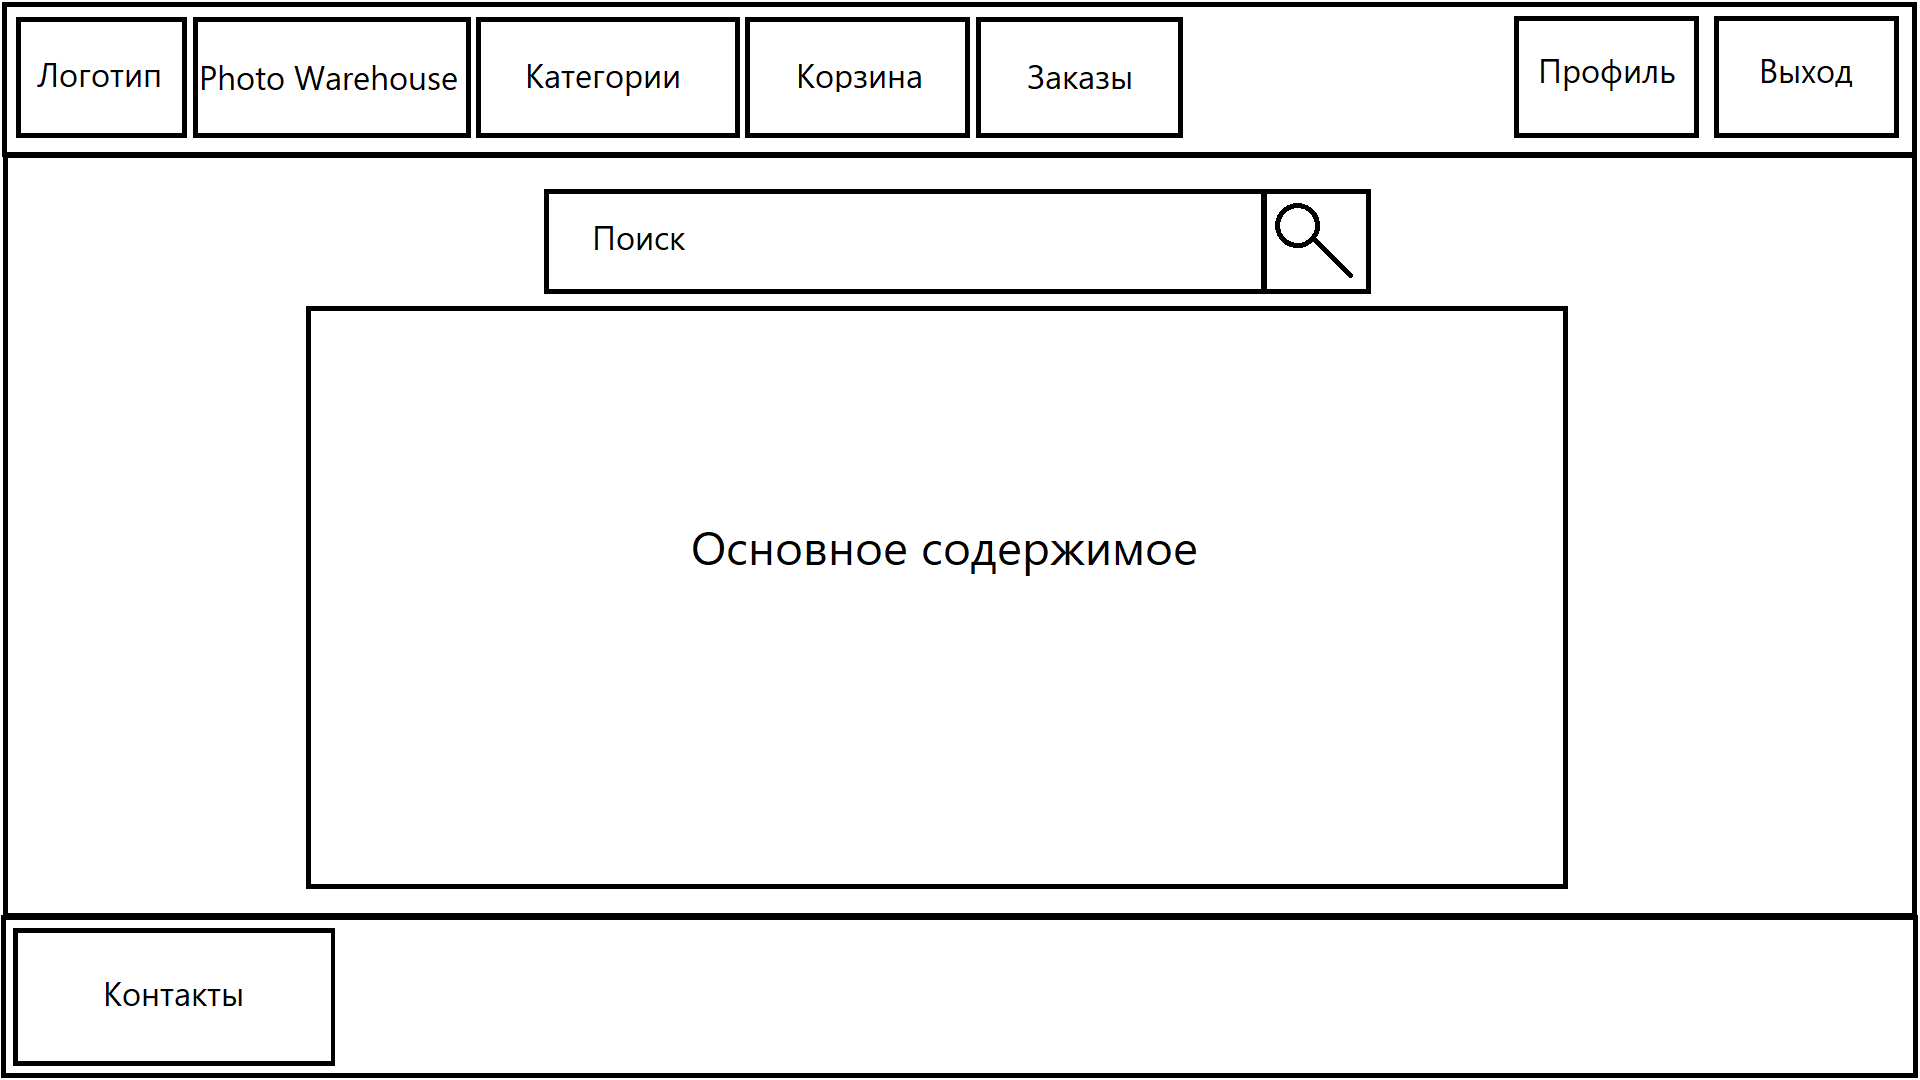 Логотип
Photo Warehouse
Категории
Корзина
Заказы
Профиль
Выход
Поиск
Основное содержимое
Контакты